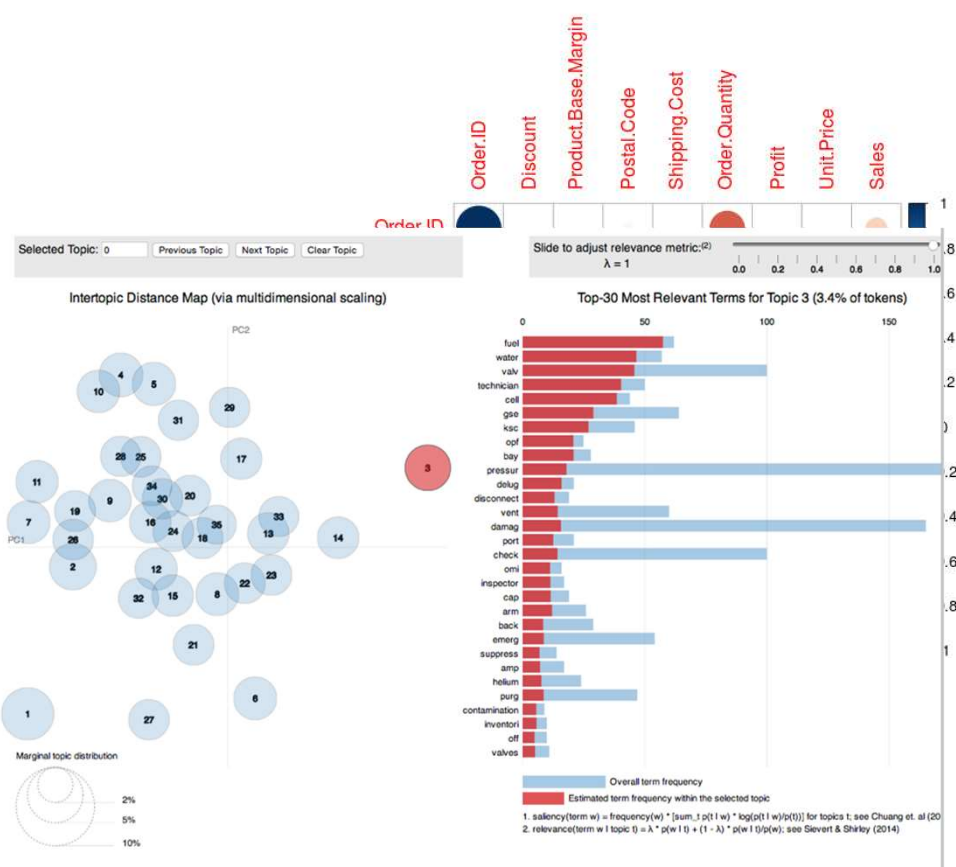 Order.ID
Discount
Product.Base.Margin
Postal.Code
Shipping.Cost
Order.Quantity
Profit
Unit.Price
Sales
Order.ID
1
Selected Topic: 0 Previous Topic Next Topic Clear Topic
Slide to adjust relevance metric:(2)
λ = 1
0.0 0.2 0.4 0.6 0.8 1.0
.8
.6
.4
.2
0
.2
.4
.6
.8
1
Intertopic Distance Map (via multidimensional scaling)
PC2
PC1
4
5
10
31
29
28
25
17
3
11
34
30
20
9
19
7
16
24
35
18
33
13
14
26
2
12
32
15
8
22
23
21
6
1
27
Marginal topic distribution
2%
5%
10%
Top-30 Most Relevant Terms for Topic 3 (3.4% of tokens)
0 50 100 150
fuel
water
valv
technician
cell
gse
ksc
opf
bay
pressur
delug
disconnect
vent
damag
port
check
omi
inspector
cap
arm
back
emerg
suppress
amp
helium
purg
contamination
inventori
off
valves
Overall term frequency
Estimated term frequency within the selected topic
1. saliency(term w) = frequency(w) * [sum_t p(t | w) * log(p(t | w)/p(t))] for topics t; see Chuang et. al (20
2. relevance(term w | topic t) = λ * p(w | t) + (1 - λ) * p(w | t)/p(w); see Sievert & Shirley (2014)